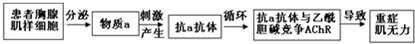 患者胸腺肌样细胞
分泌
物质a
刺激
产生
抗a抗体
循环
抗a抗体与乙酰胆碱竞争AChR
导致
重症肌无力